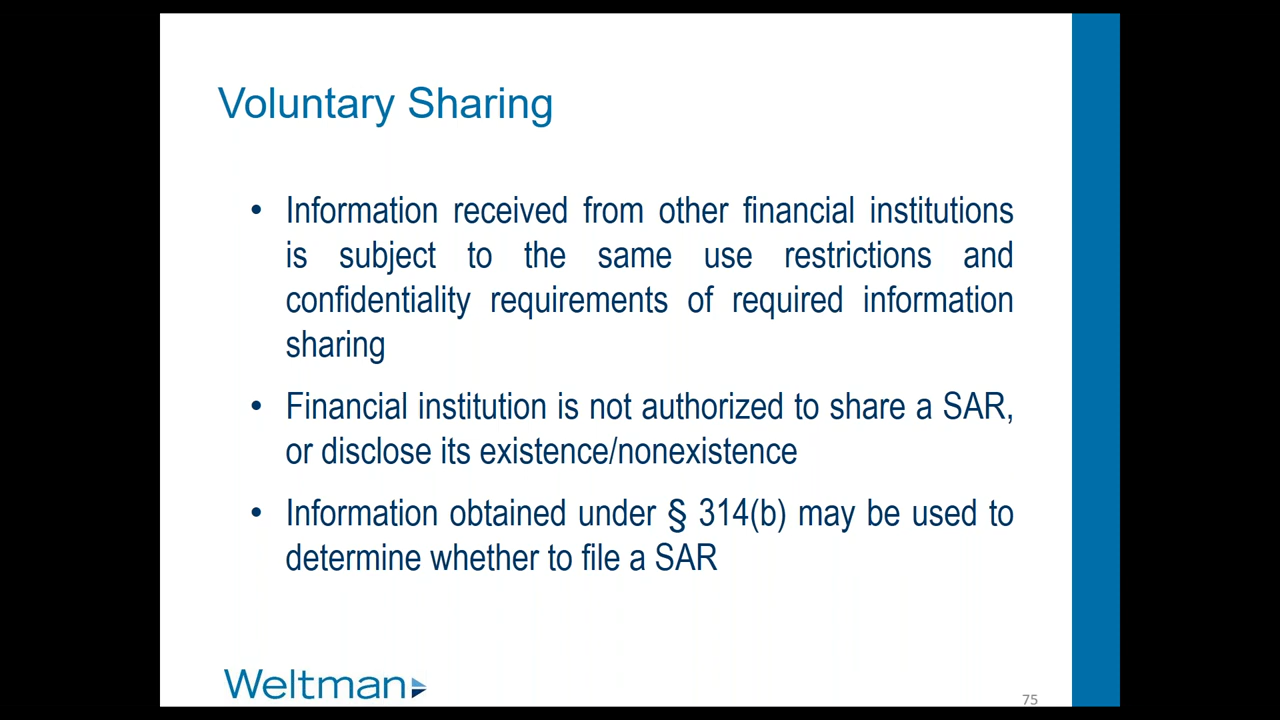 Voluntary Sharing
• Information received from other financial institutions
is subject to the same use restrictions and
confidentiality requirements of required information
sharing
• Financial institution is not authorized to share a SAR,
or disclose its existence/nonexistence
• Information obtained under § 314(b) may be used to
determine whether to file a SAR
Weltman
75